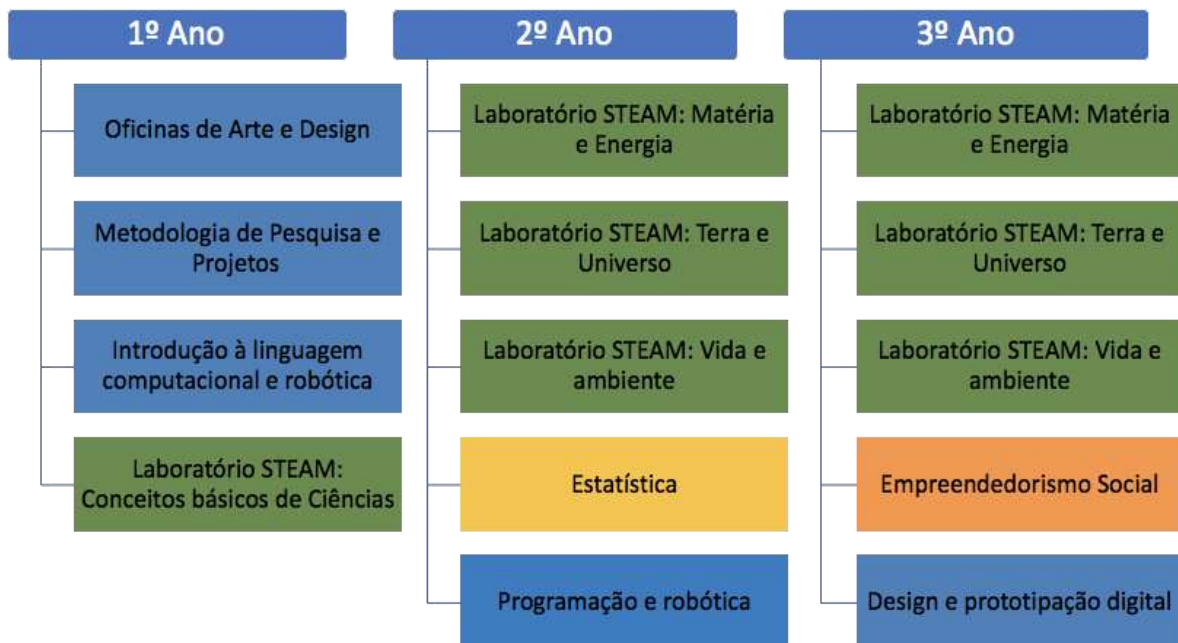 1º Ano
Oficinas de Arte e Design
Metodologia de Pesquisa e
Projetos
Introdução à linguagem
computacional e robótica
Laboratório STEAM:
Conceitos básicos de Ciências
2º Ano
Laboratório STEAM: Matéria
e Energia
Laboratório STEAM: Terra e
Universo
Laboratório STEAM: Vida e
ambiente
Estatística
Programação e robótica
3º Ano
Laboratório STEAM: Matéria
e Energia
Laboratório STEAM: Terra e
Universo
Laboratório STEAM: Vida e
ambiente
Empreendedorismo Social
Design e prototipação digital